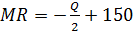 MR = −Q/2 + 150